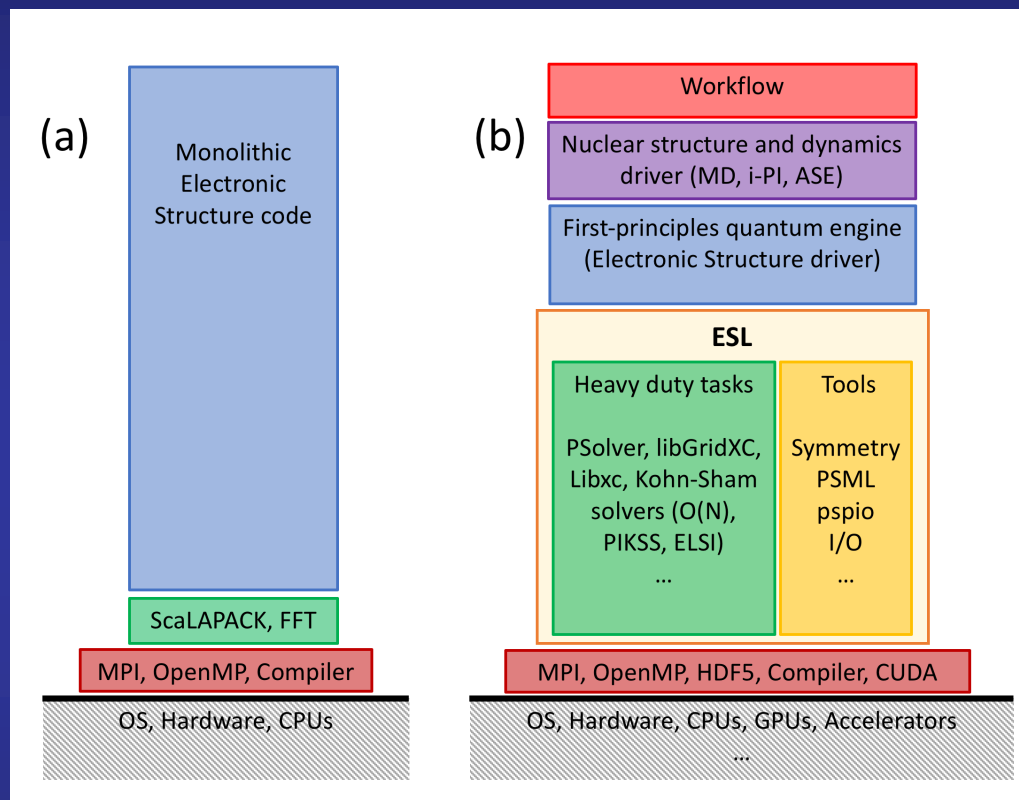 (a)
Monolithic
Electronic
Structure code
ScaLAPACK, FFT
MPI, OpenMP, Compiler
OS, Hardware, CPUs
(b)
Workflow
Nuclear structure and dynamics
driver (MD, i-PI, ASE)
First-principles quantum engine
(Electronic Structure driver)
ESL
Heavy duty tasks
PSolver, libGridXC,
Libxc, Kohn-Sham
solvers (O(N),
PIKSS, ELSI)
...
Tools
Symmetry
PSML
pspio
I/O
...
MPI, OpenMP, HDF5, Compiler, CUDA
OS, Hardware, CPUs, GPUs, Accelerators
...